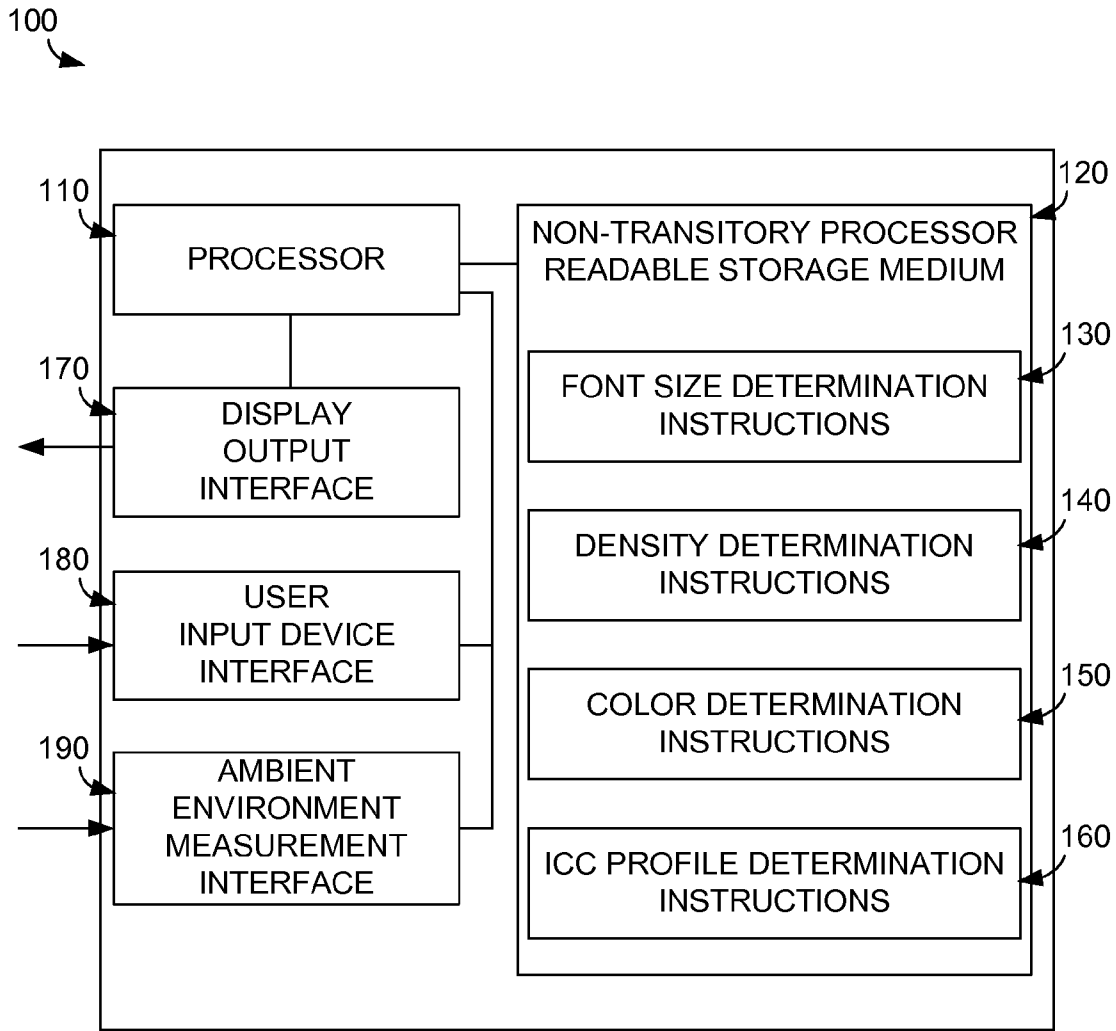 100
110
PROCESSOR
120
NON-TRANSITORY PROCESSOR
READABLE STORAGE MEDIUM
130
FONT SIZE DETERMINATION
INSTRUCTIONS
170
DISPLAY
OUTPUT
INTERFACE
140
DENSITY DETERMINATION
INSTRUCTIONS
180
USER
INPUT DEVICE
INTERFACE
150
COLOR DETERMINATION
INSTRUCTIONS
190
AMBIENT
ENVIRONMENT
MEASUREMENT
INTERFACE
160
ICC PROFILE DETERMINATION
INSTRUCTIONS